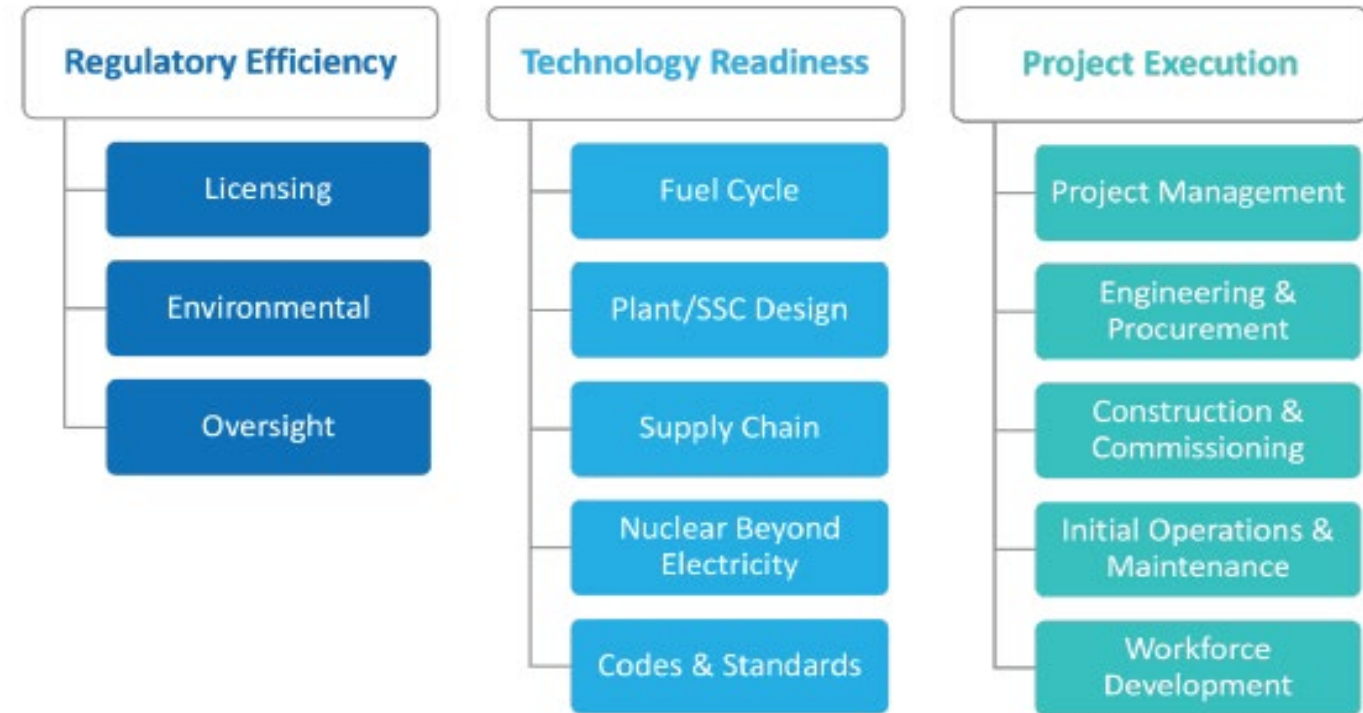 Regulatory Efficiency
Licensing
Environmental
Oversight
Technology Readiness
Fuel Cycle
Plant/SSC Design
Supply Chain
Nuclear Beyond
Electricity
Codes & Standards
Project Execution
Project Management
Engineering &
Procurement
Construction &
Commissioning
Initial Operations &
Maintenance
Workforce
Development